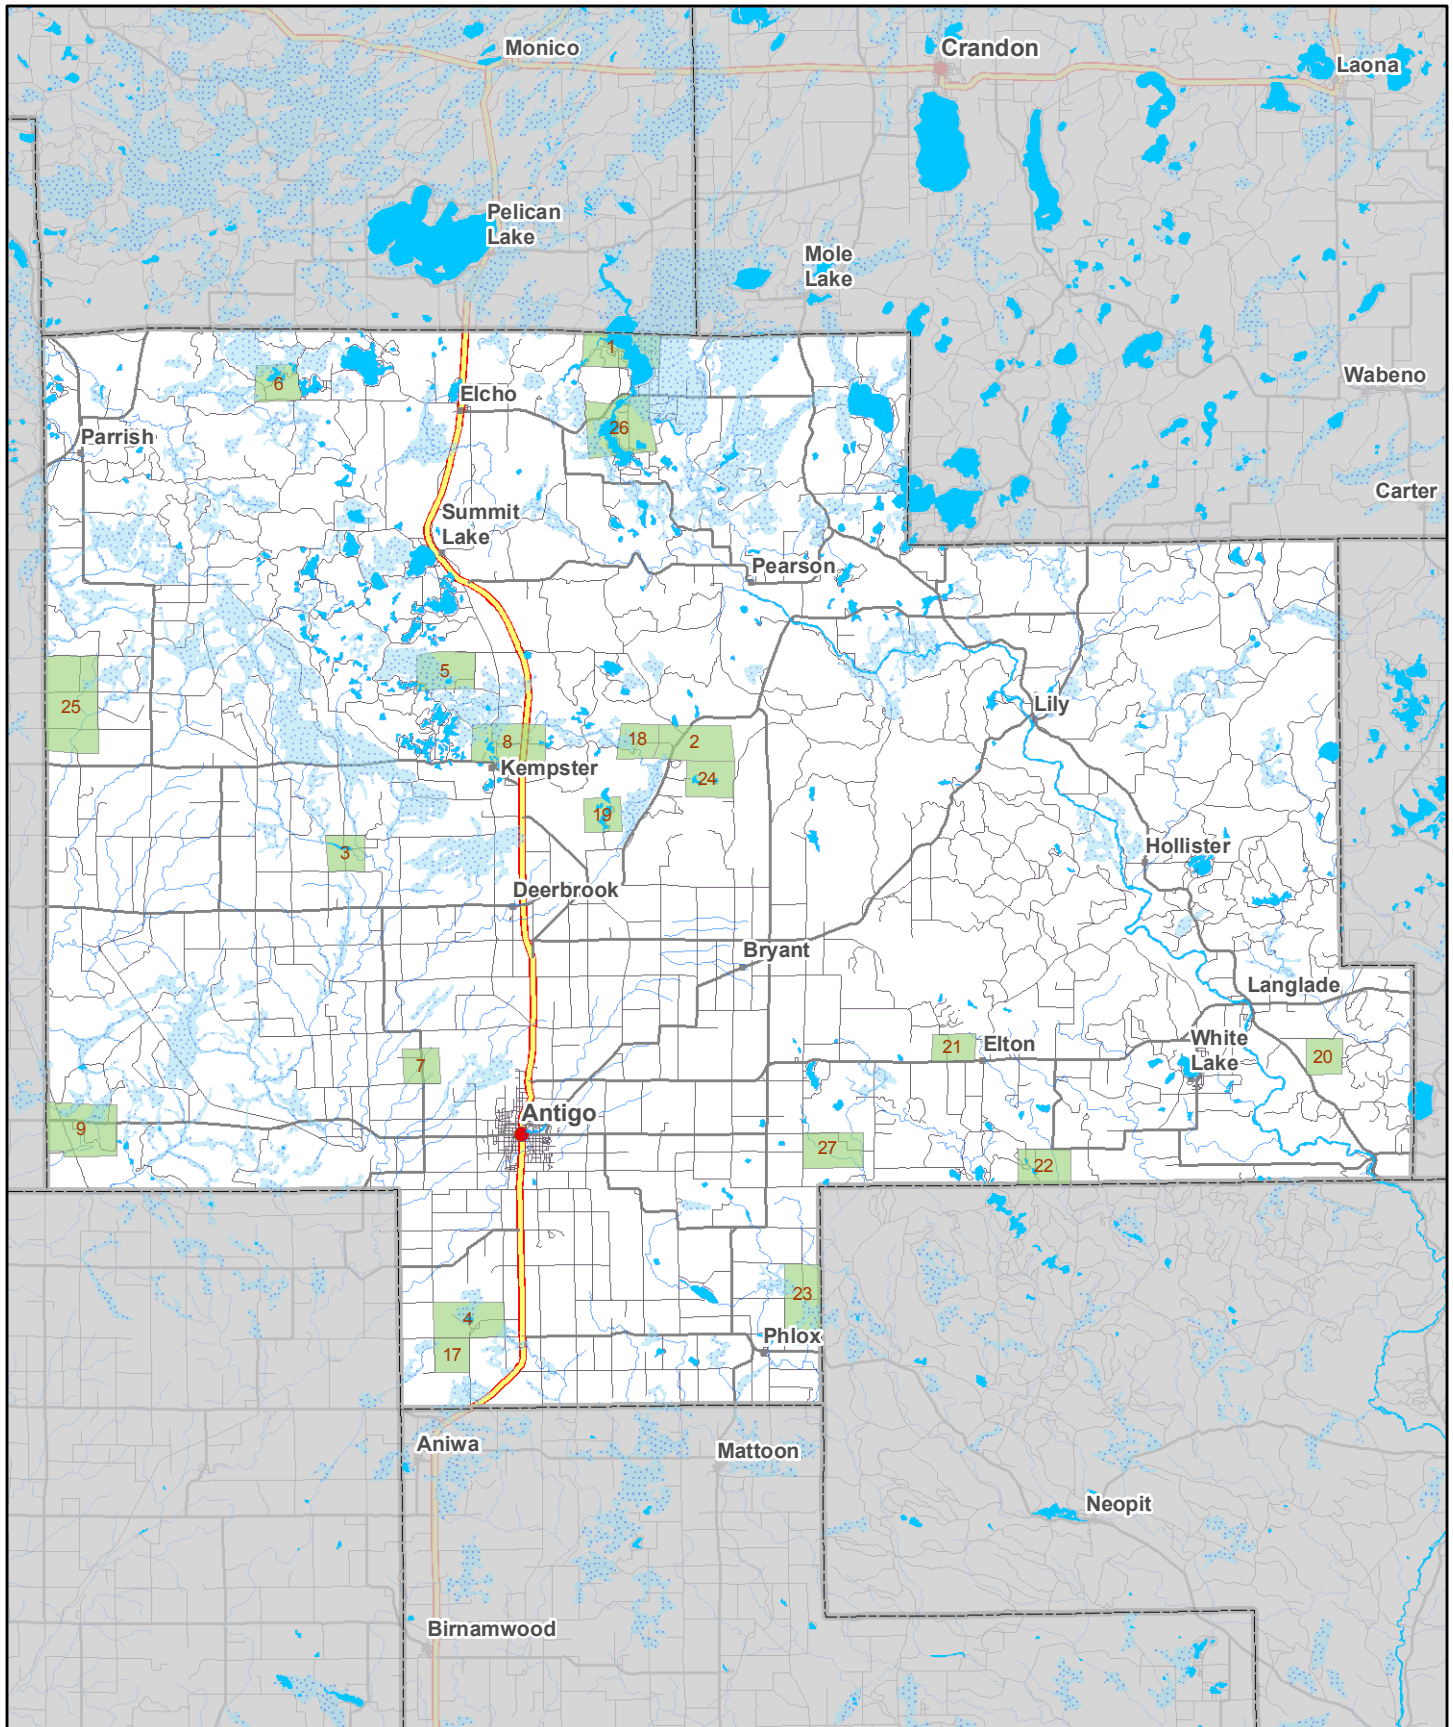 Monico
Crandon
Laona
Pelican
Lake
Mole
Lake
1
Wabeno
6
Elcho
26
Parrish
Carter
Summit
Lake
Pearson
5
25
Lily
8
18
2
Kempster
24
19
3
Hollister
Deerbrook
Bryant
Langlade
21
Elton
White
Lake
20
7
Antigo
9
27
22
23
4
Phlox
17
Aniwa
Mattoon
Neopit
Birnamwood